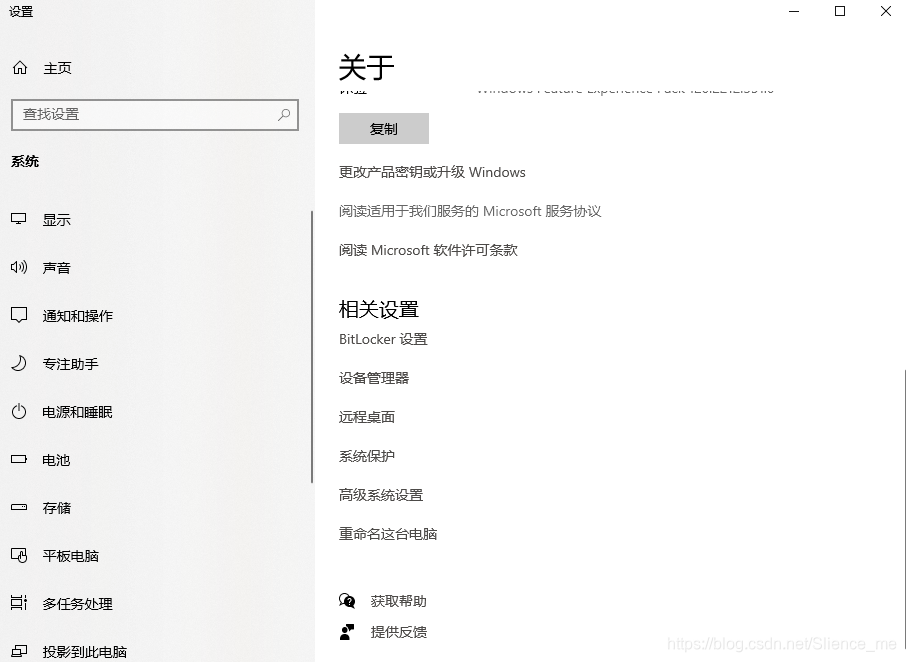 设置
主页
查找设置
系统
显示
声音
通知和操作
专注助手
电源和睡眠
电池
存储
平板电脑
多任务处理
投影到此电脑
关于
体验 Windows Feature Experience Pack
复制
更改产品密钥或升级 Windows
阅读适用于我们服务的 Microsoft 服务协议
阅读 Microsoft 软件许可条款
相关设置
BitLocker 设置
设备管理器
远程桌面
系统保护
高级系统设置
重命名这台电脑
获取帮助
提供反馈
https://blog.csdn.net/Slience_me